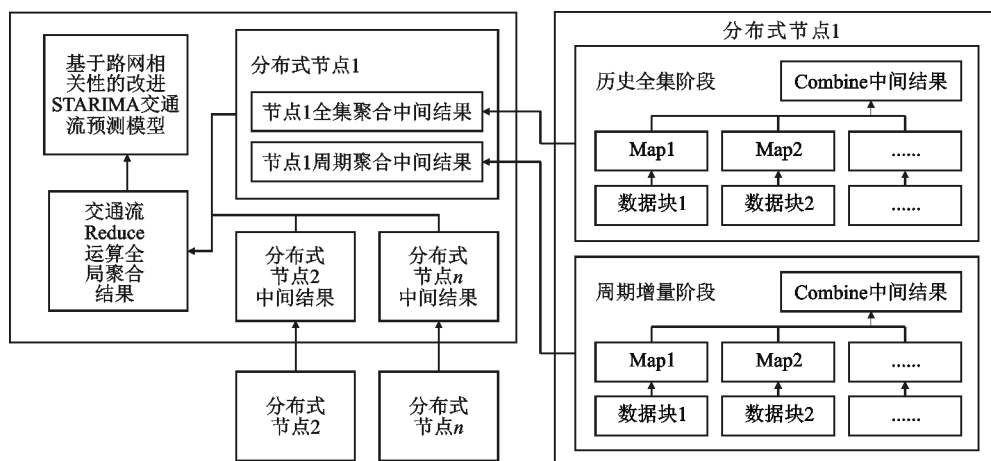 基于路网相
关性的改进
STARIMA交通
流预测模型
交通流
Reduce
运算全
局聚合
结果
分布式节点1
节点1全集聚合中间结果
节点1周期聚合中间结果
分布式
节点2
中间结果
分布式
节点n
中间结果
分布式
节点2
分布式
节点n
分布式节点1
历史全集阶段
Combine中间结果
Map1
Map2
......
数据块1
数据块2
......
周期增量阶段
Combine中间结果
Map1
Map2
......
数据块1
数据块2
......